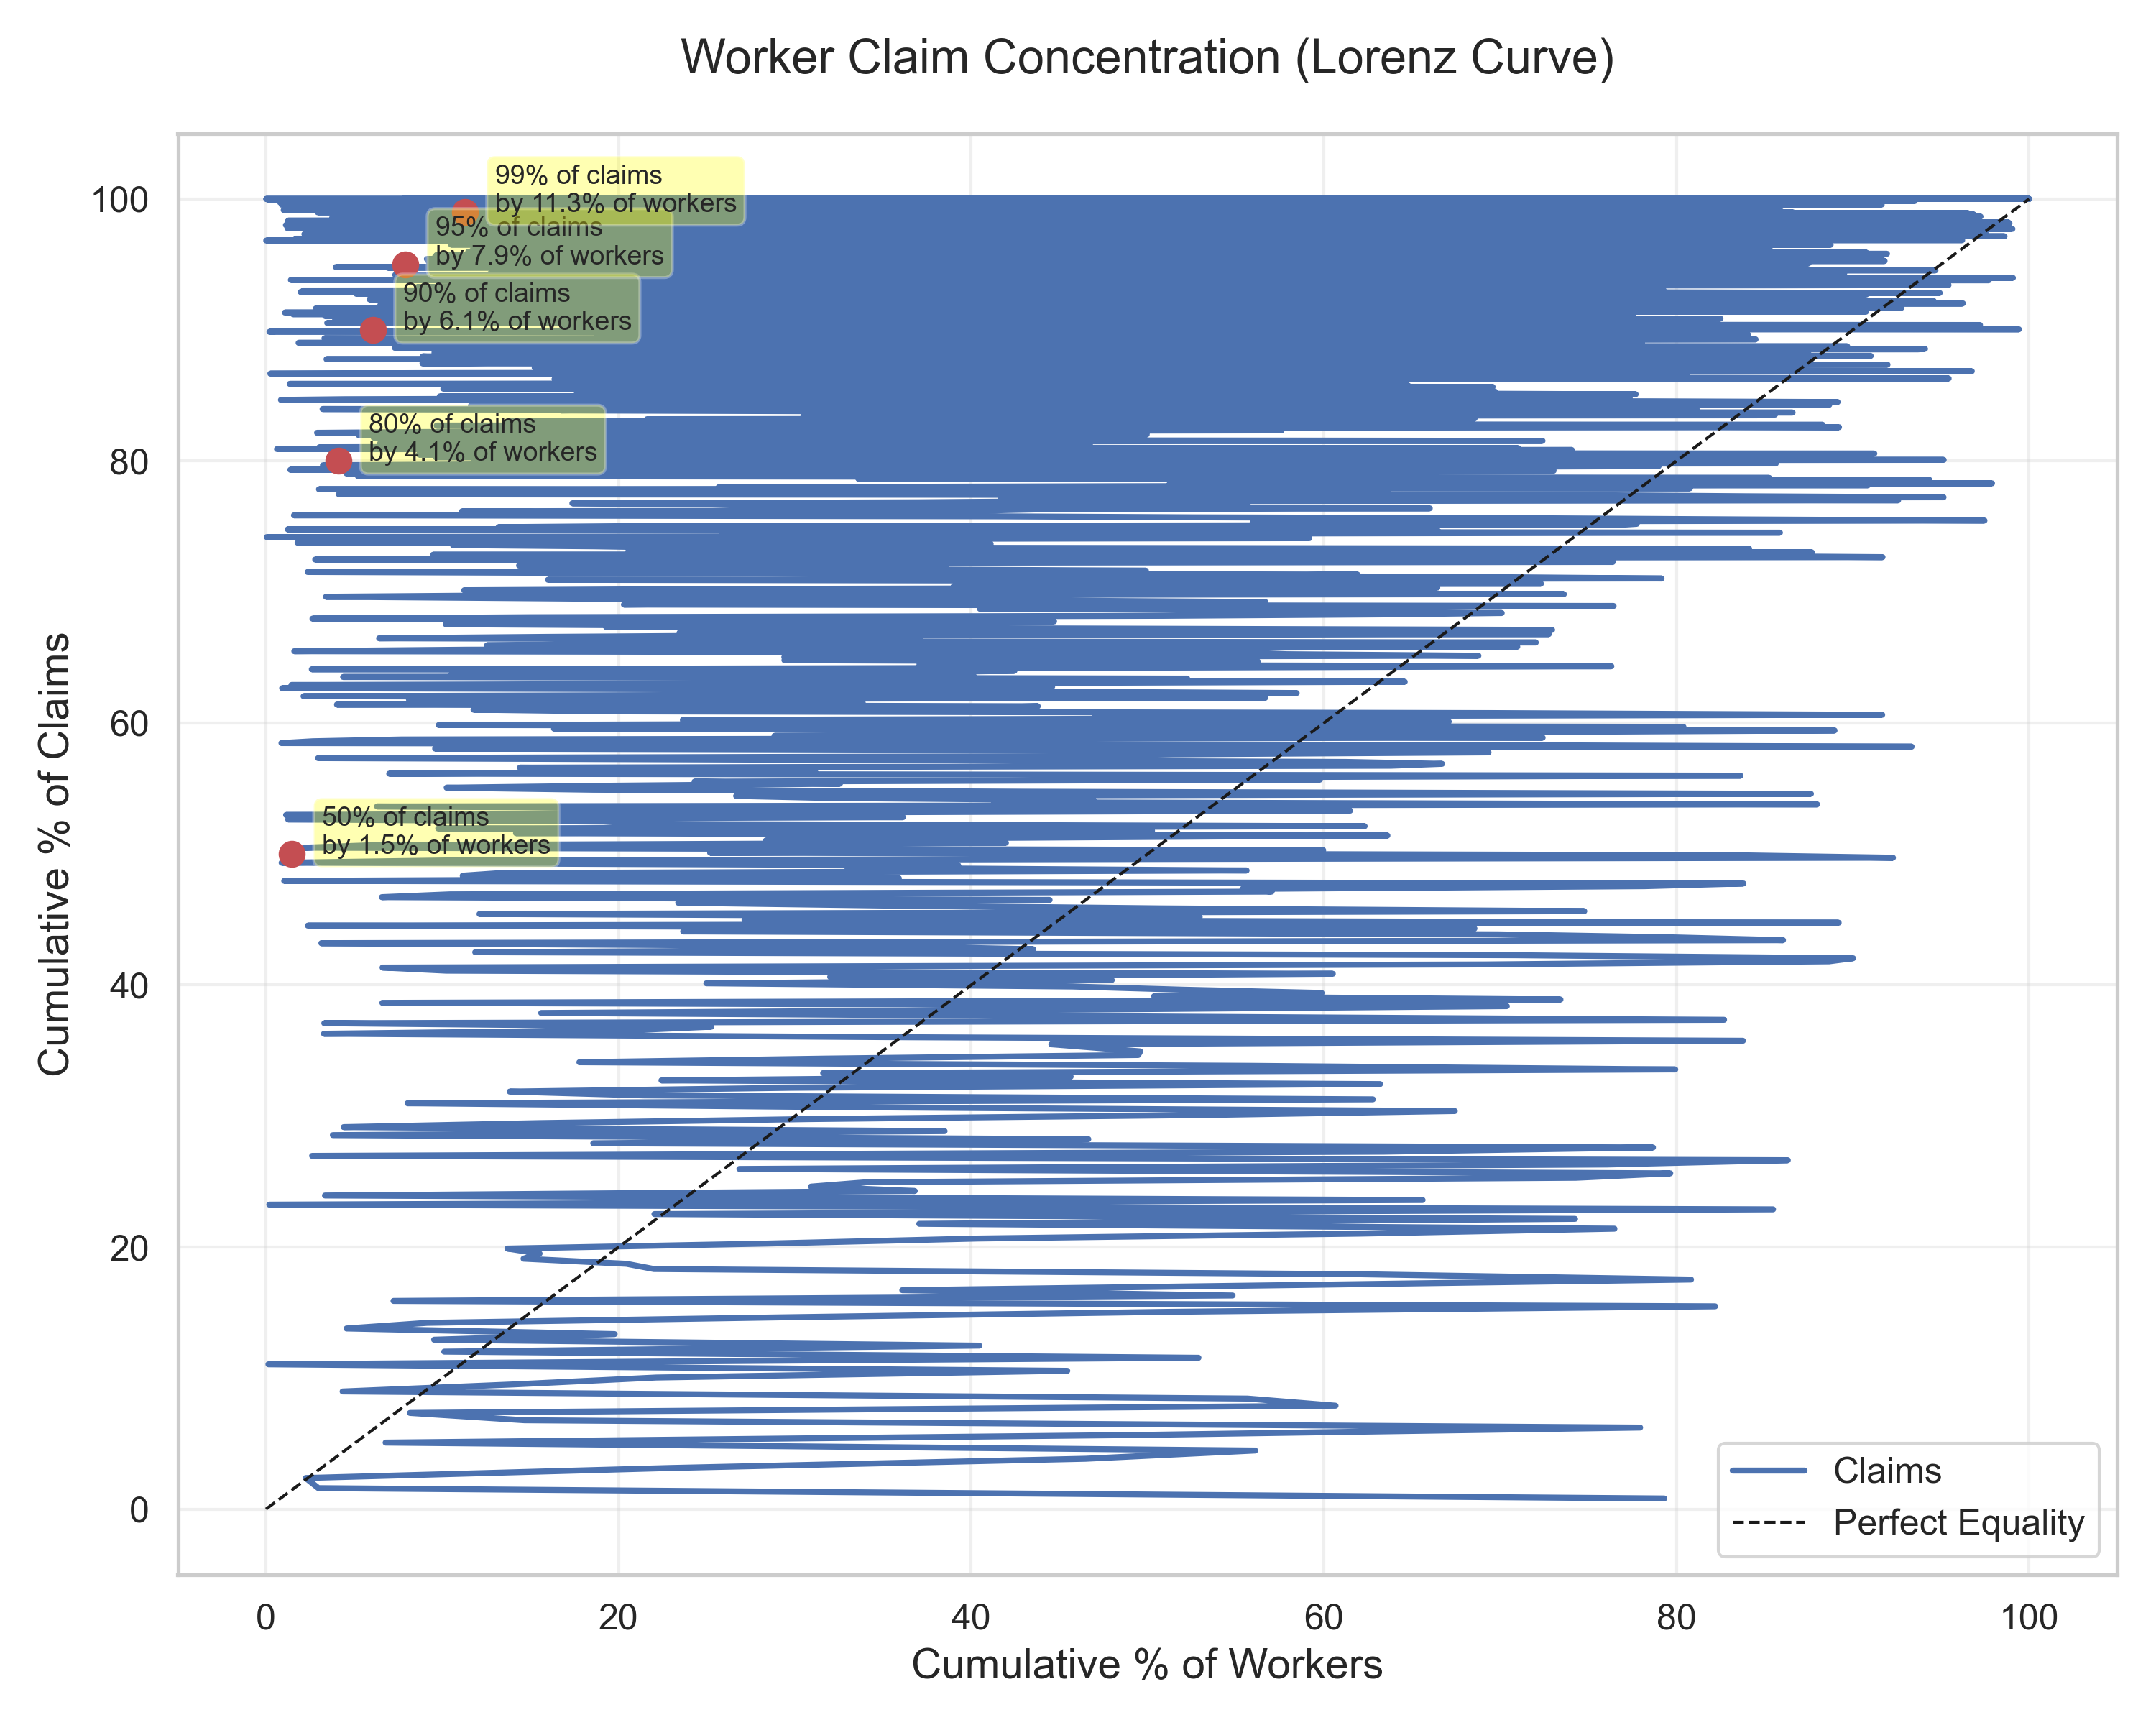 Worker Claim Concentration (Lorenz Curve)
Cumulative % of Claims
100
80
60
40
20
0
99% of claims
by 11.3% of workers
95% of claims
by 7.9% of workers
90% of claims
by 6.1% of workers
80% of claims
by 4.1% of workers
50% of claims
by 1.5% of workers
Claims
Perfect Equality
0
20
40
60
80
100
Cumulative % of Workers